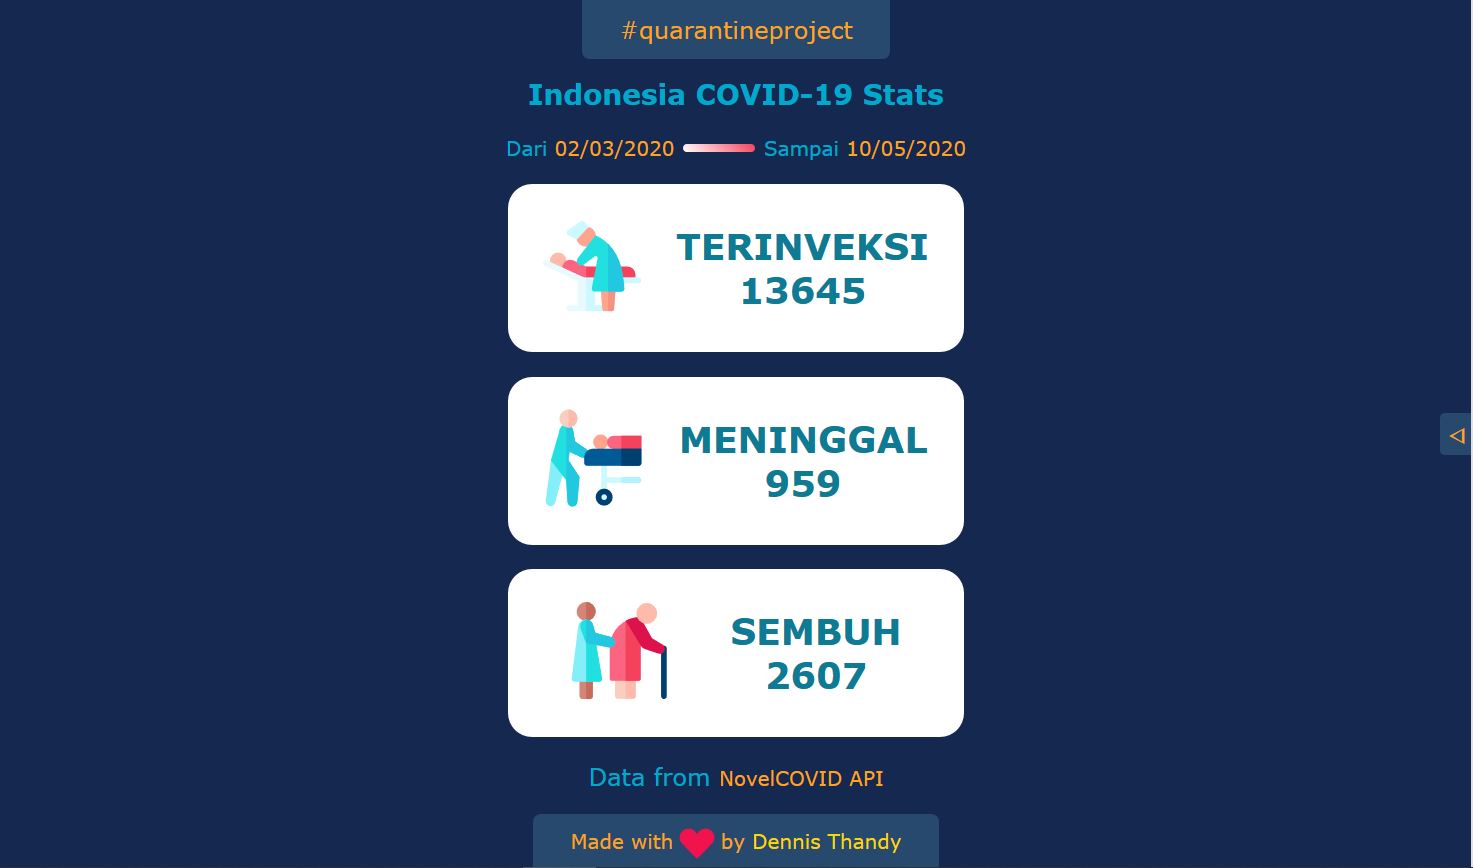 #quarantineproject
Indonesia COVID-19 Stats
Dari 02/03/2020 Sampai 10/05/2020
TERINVEKSI
13645
MENINGGAL
959
SEMBUH
2607
Data from NovelCOVID API
Made with by Dennis Thandy